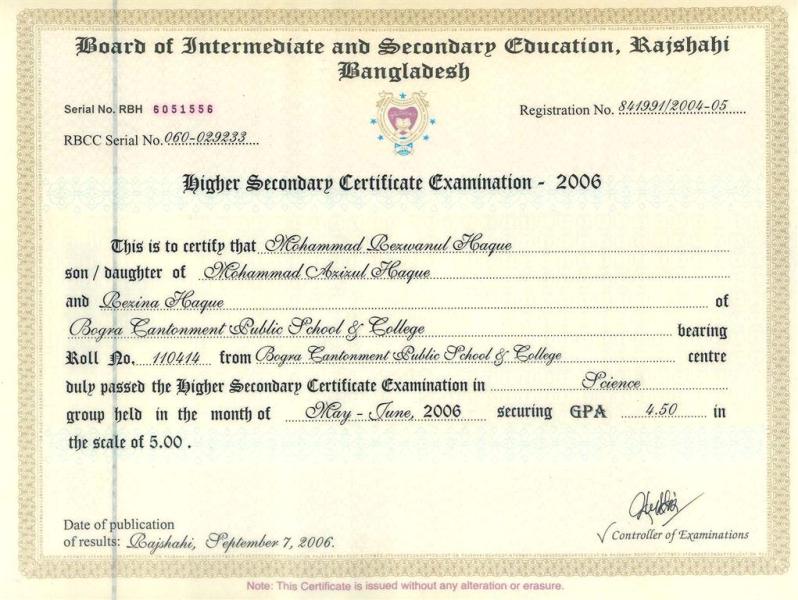 Board of Intermediate and Secondary Education, Rajshahi
Bangladesh
Serial No. RBH 6051556
Registration No. 841991/2004-05
RBCC Serial No. 060-029233
Higher Secondary Certificate Examination - 2006
This is to certify that Mohammad Rezwanul Haque
son / daughter of Mohammad Azizul Haque
and Rezina Haque of
Bogra Cantonment Public School & College bearing
Roll No. 110414 from Bogra Cantonment Public School & College centre
duly passed the Higher Secondary Certificate Examination in Science
group held in the month of May - June, 2006 securing GPA 4.50 in
the scale of 5.00 .
Date of publication
of results: Rajshahi, September 7, 2006.
Controller of Examinations
Note: This Certificate is issued without any alteration or erasure.